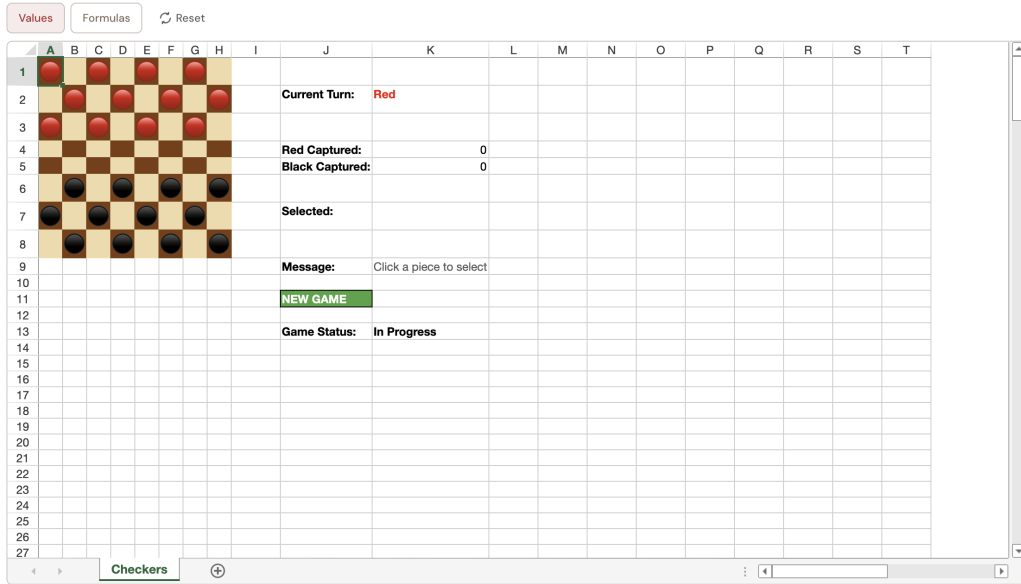 Values Formulas Reset
A B C D E F G H I J K L M N O P Q R S T
1
2 Current Turn: Red
3
4 Red Captured: 0
5 Black Captured: 0
6
7 Selected:
8
9 Message: Click a piece to select
10
11 NEW GAME
12
13 Game Status: In Progress
14
15
16
17
18
19
20
21
22
23
24
25
26
27
Checkers